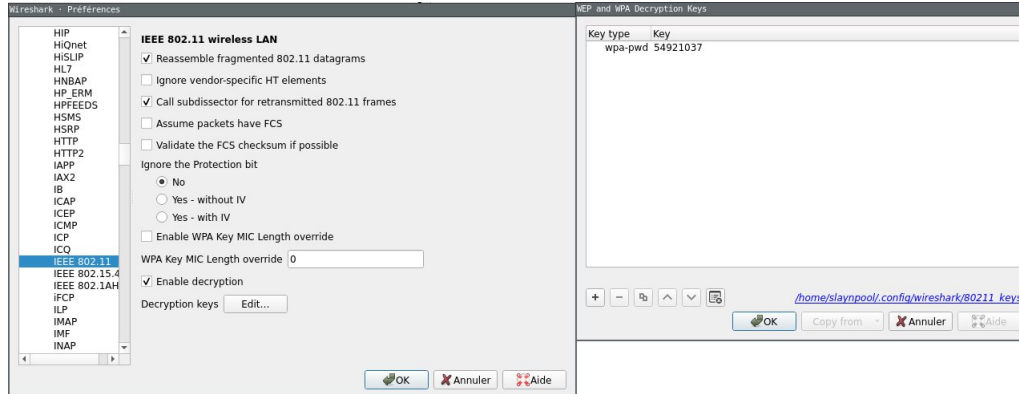 Wireshark · Préférences
HIP
HiQnet
HiSLIP
HL7
HNBAP
HP_ERM
HPFEEDS
HSMS
HSRP
HTTP
HTTP2
IAPP
IAX2
IB
ICAP
ICEP
ICMP
ICP
ICQ
IEEE 802.11
IEEE 802.15.4
IEEE 802.1AH
iFCP
ILP
IMAP
IMF
INAP
IEEE 802.11 wireless LAN
Reassemble fragmented 802.11 datagrams
Ignore vendor-specific HT elements
Call subdissector for retransmitted 802.11 frames
Assume packets have FCS
Validate the FCS checksum if possible
Ignore the Protection bit
No
Yes - without IV
Yes - with IV
Enable WPA Key MIC Length override
WPA Key MIC Length override 0
Enable decryption
Decryption keys Edit...
OK Annuler Aide
WEP and WPA Decryption Keys
Key type Key
wpa-pwd 54921037
/home/slaynpool/.config/wireshark/80211_keys
OK Copy from Annuler Aide